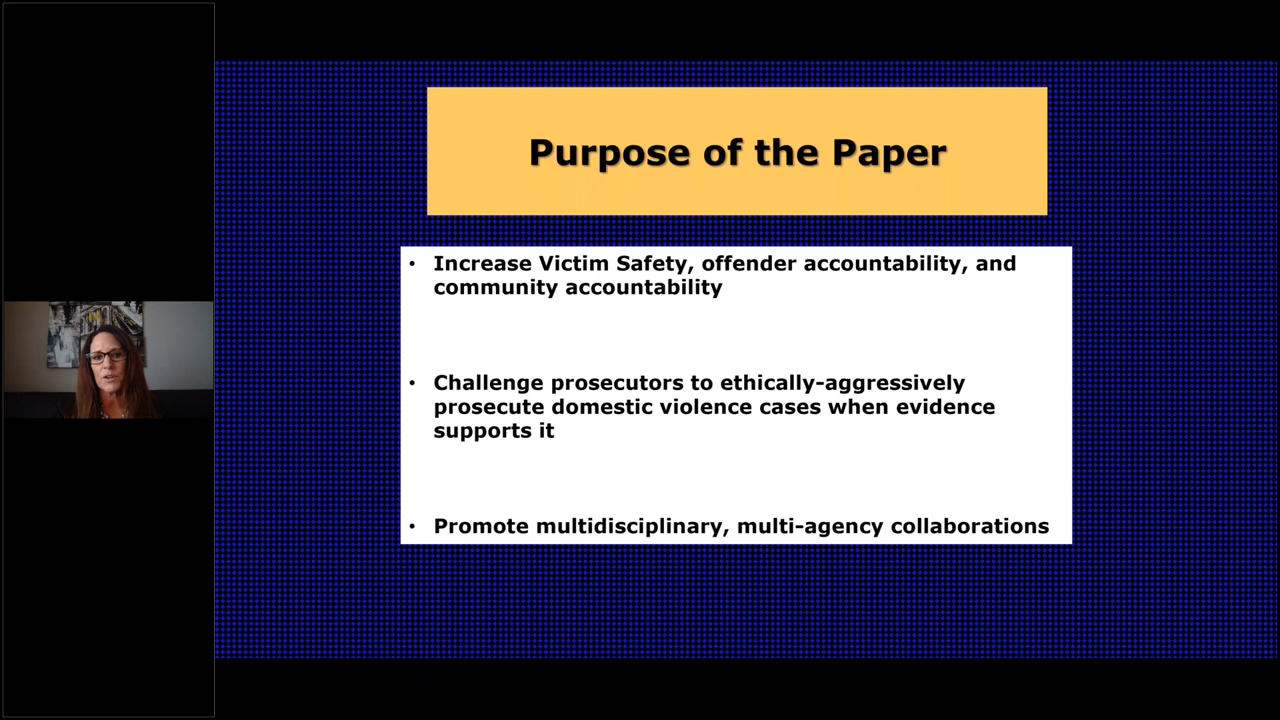 Purpose of the Paper
• Increase Victim Safety, offender accountability, and
community accountability
• Challenge prosecutors to ethically-aggressively
prosecute domestic violence cases when evidence
supports it
• Promote multidisciplinary, multi-agency collaborations